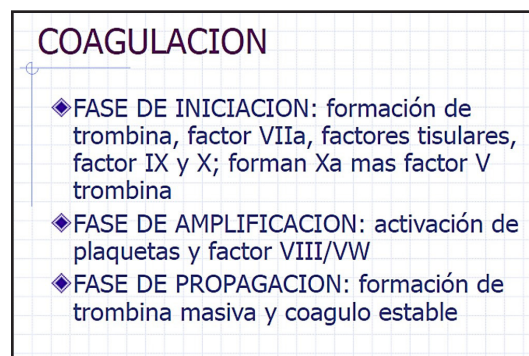 COAGULACION
FASE DE INICIACION: formación de
trombina, factor VIIa, factores tisulares,
factor IX y X; forman Xa mas factor V
trombina
FASE DE AMPLIFICACION: activación de
plaquetas y factor VIII/VW
FASE DE PROPAGACION: formación de
trombina masiva y coagulo estable